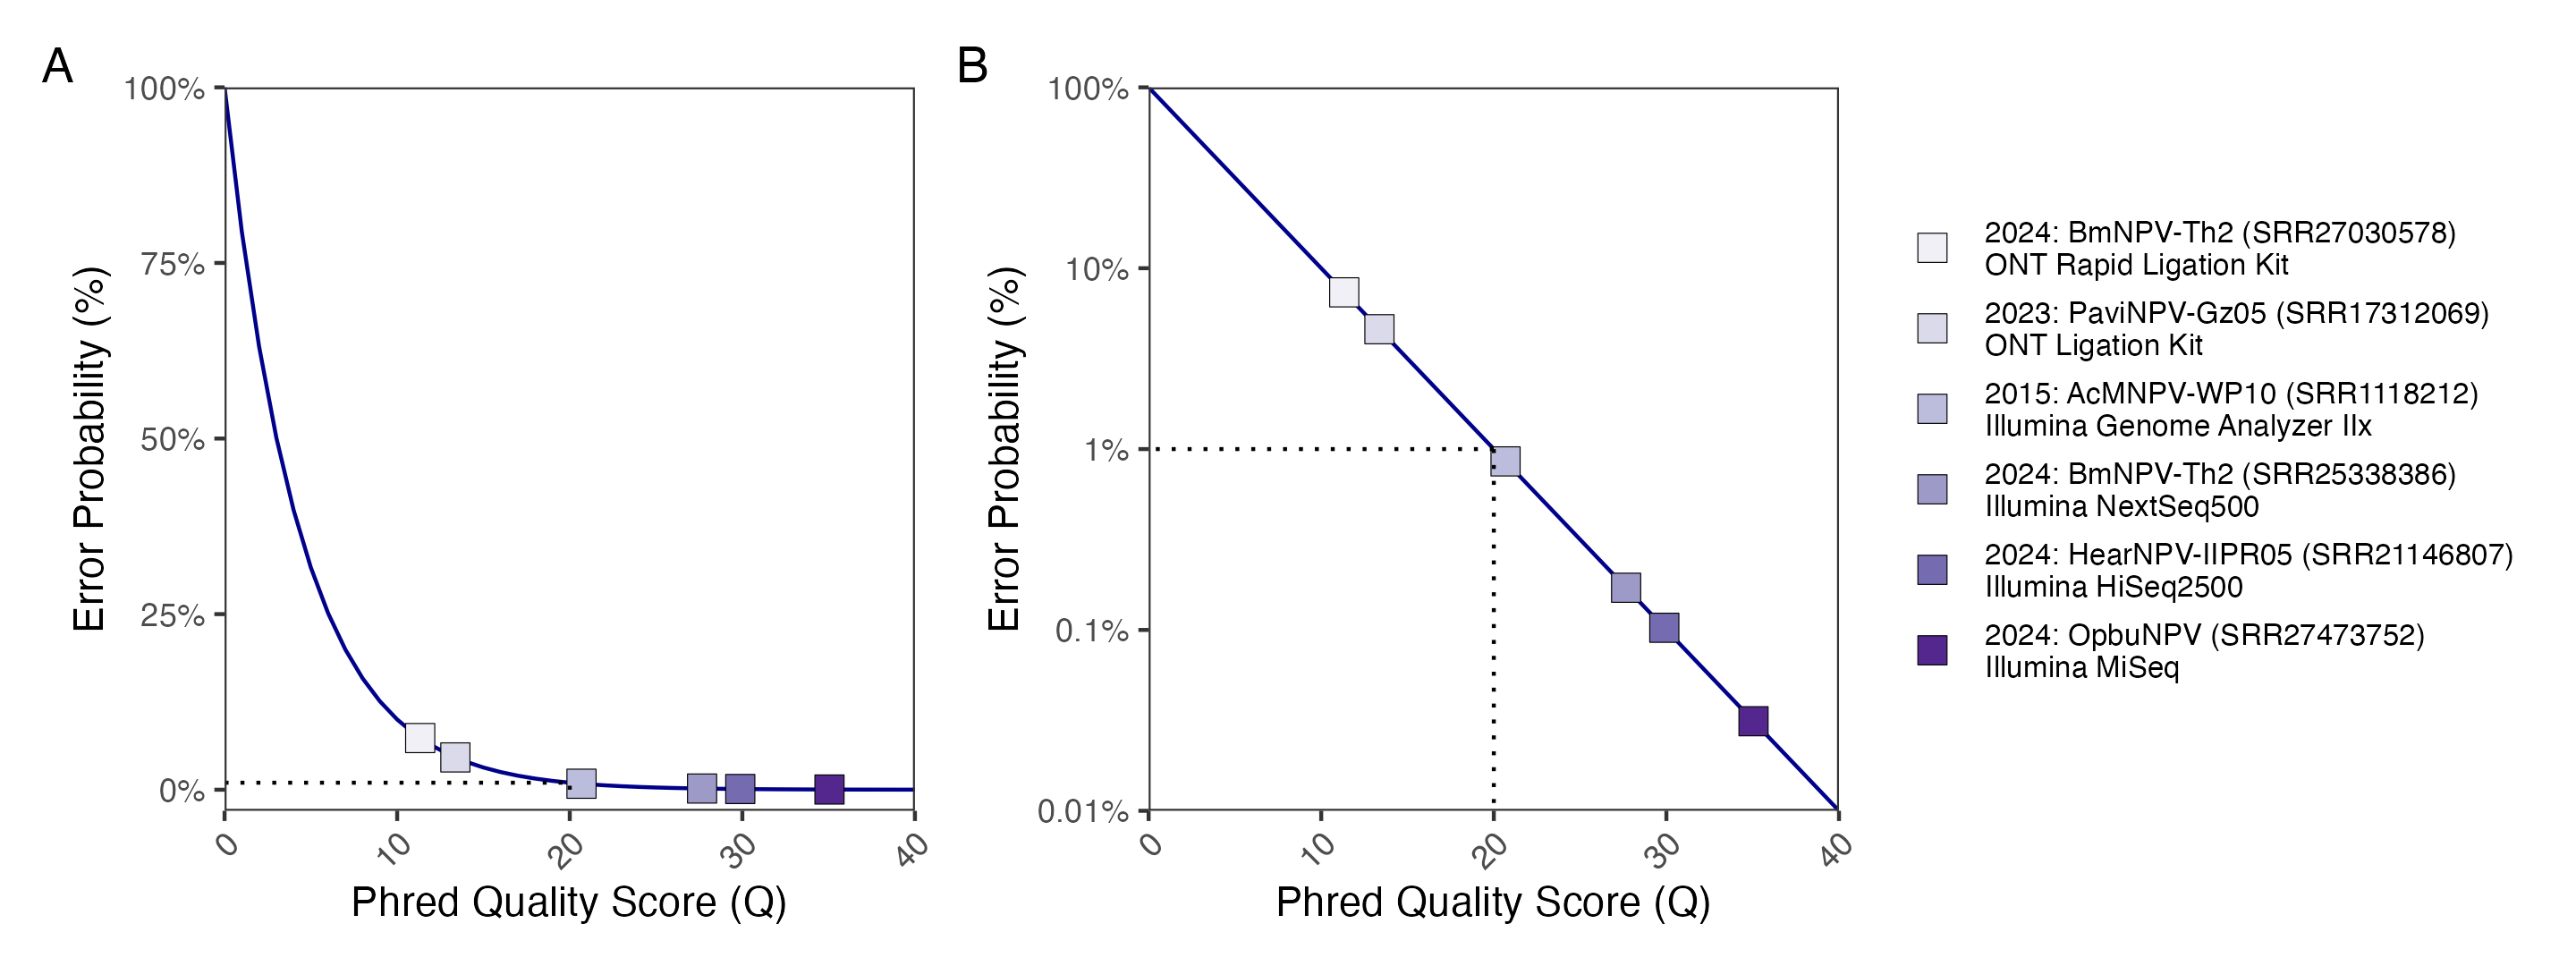 A
100%
75%
50%
25%
0%
Error Probability (%)
0
10
20
30
40
Phred Quality Score (Q)
B
100%
10%
1%
0.1%
0.01%
Error Probability (%)
0
10
20
30
40
Phred Quality Score (Q)
2024: BmNPV-Th2 (SRR27030578)
ONT Rapid Ligation Kit
2023: PaviNPV-Gz05 (SRR17312069)
ONT Ligation Kit
2015: AcMNPV-WP10 (SRR1118212)
Illumina Genome Analyzer IIx
2024: BmNPV-Th2 (SRR25338386)
Illumina NextSeq500
2024: HearNPV-IIPR05 (SRR21146807)
Illumina HiSeq2500
2024: OpbuNPV (SRR27473752)
Illumina MiSeq